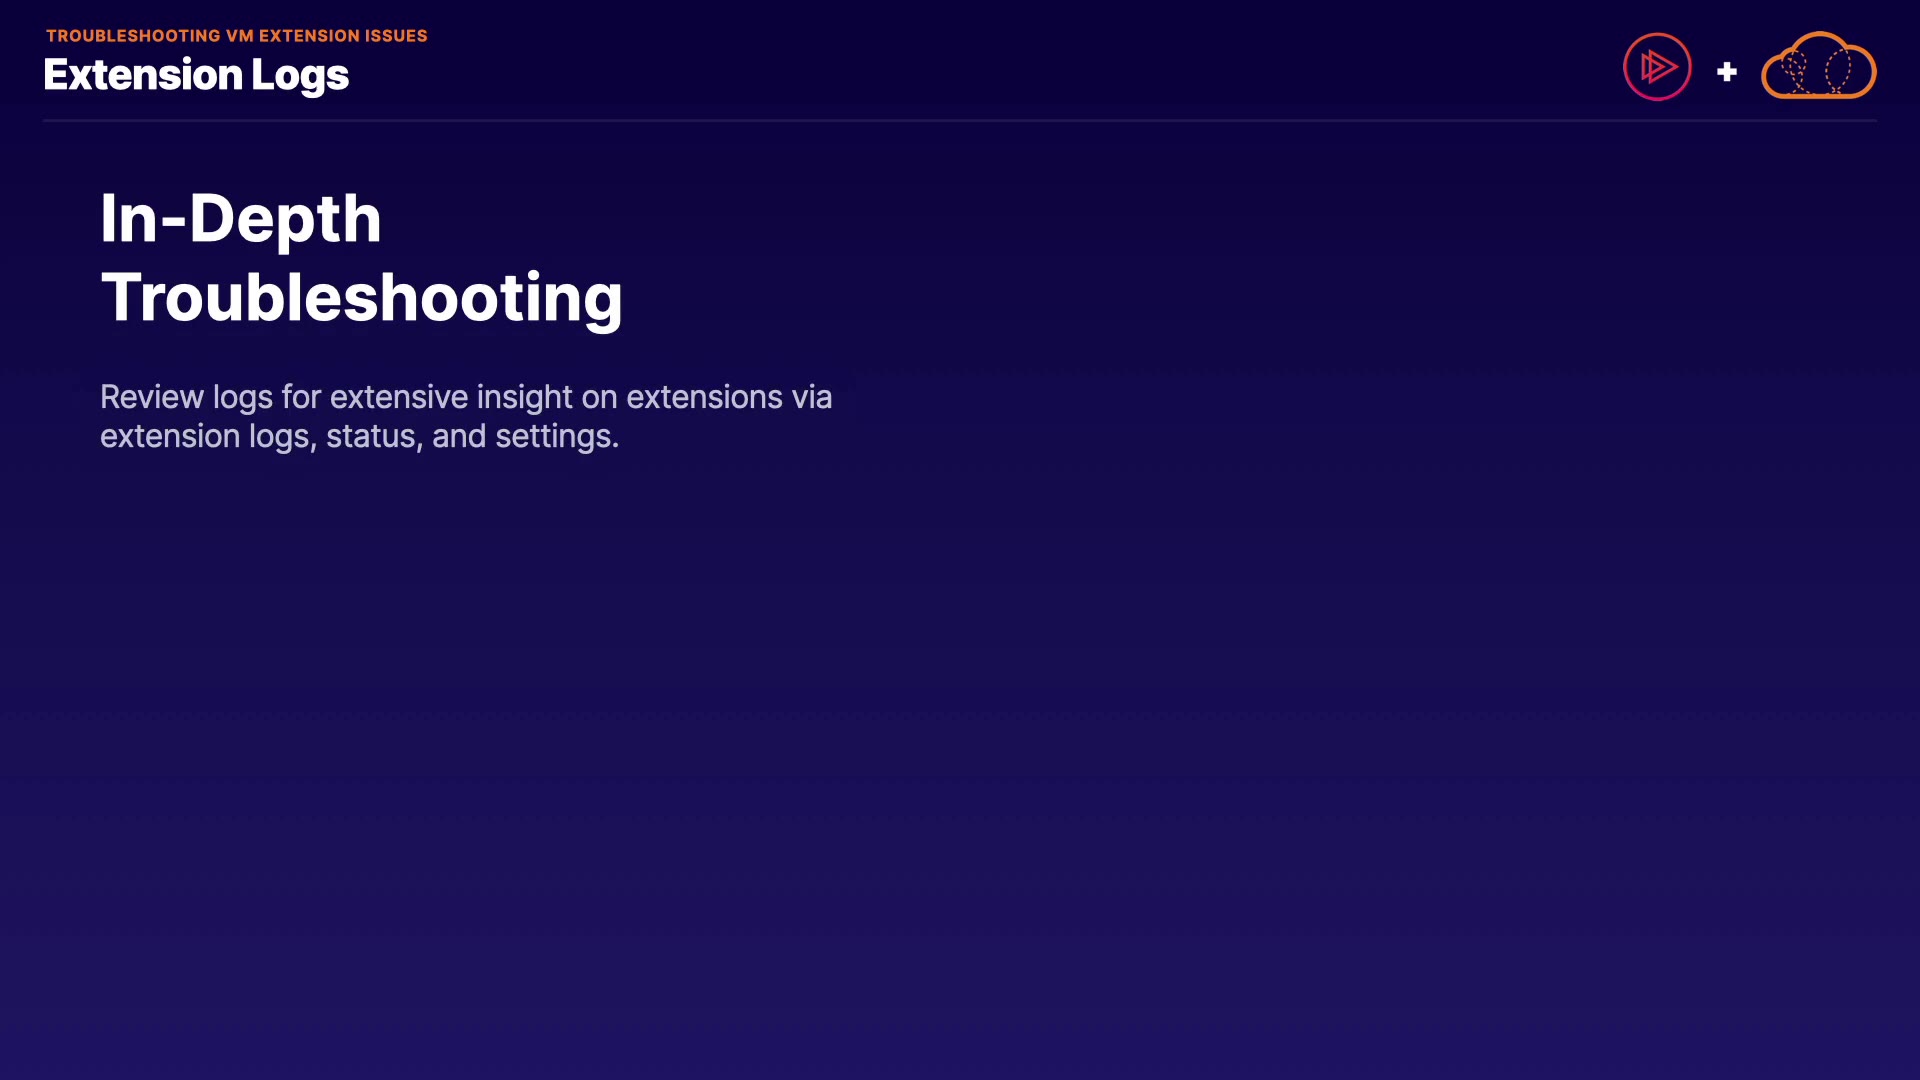 TROUBLESHOOTING VM EXTENSION ISSUES
Extension Logs
In-Depth
Troubleshooting
Review logs for extensive insight on extensions via
extension logs, status, and settings.